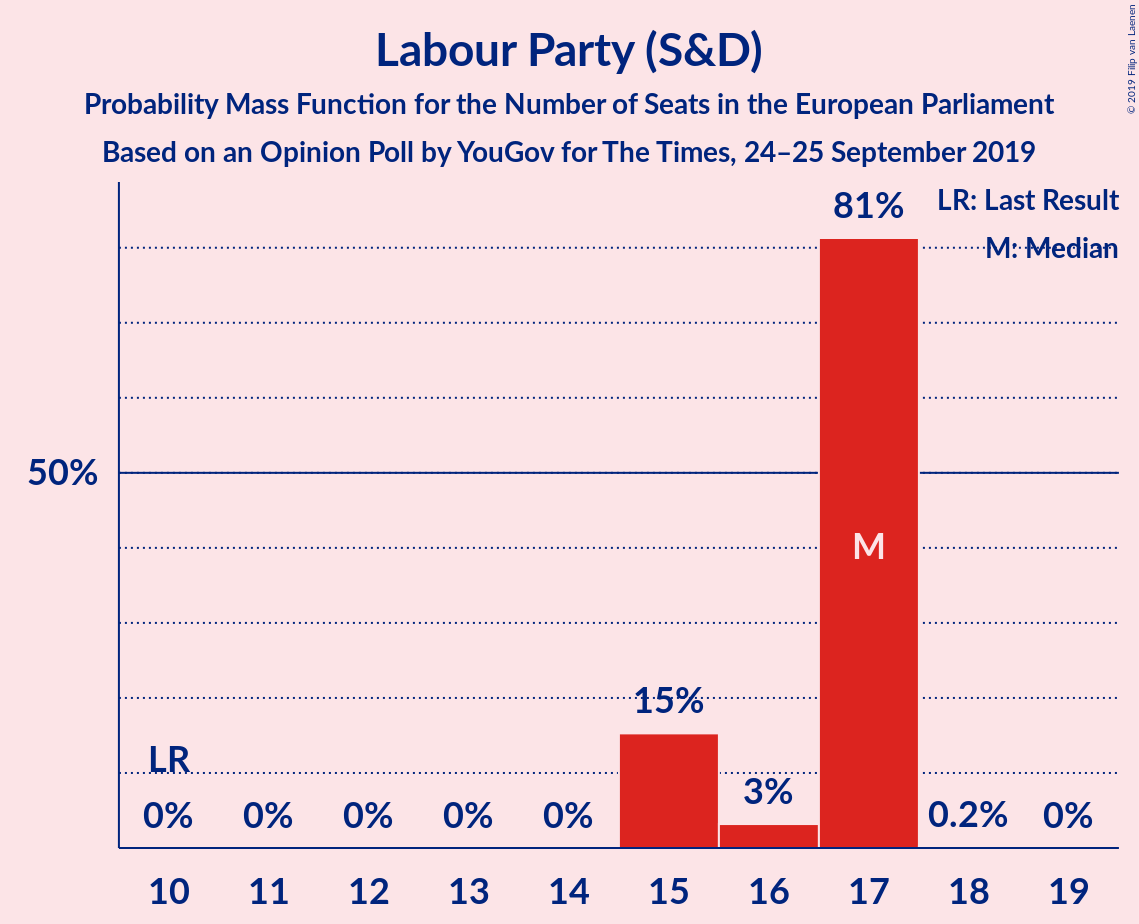 Labour Party (S&D)
Probability Mass Function for the Number of Seats in the European Parliament
Based on an Opinion Poll by YouGov for The Times, 24–25 September 2019
© 2019 Filip van Laenen
LR: Last Result
M: Median
81%
50%
M
15%
LR
3%
0% 0% 0% 0% 0% 0.2% 0%
10 11 12 13 14 15 16 17 18 19